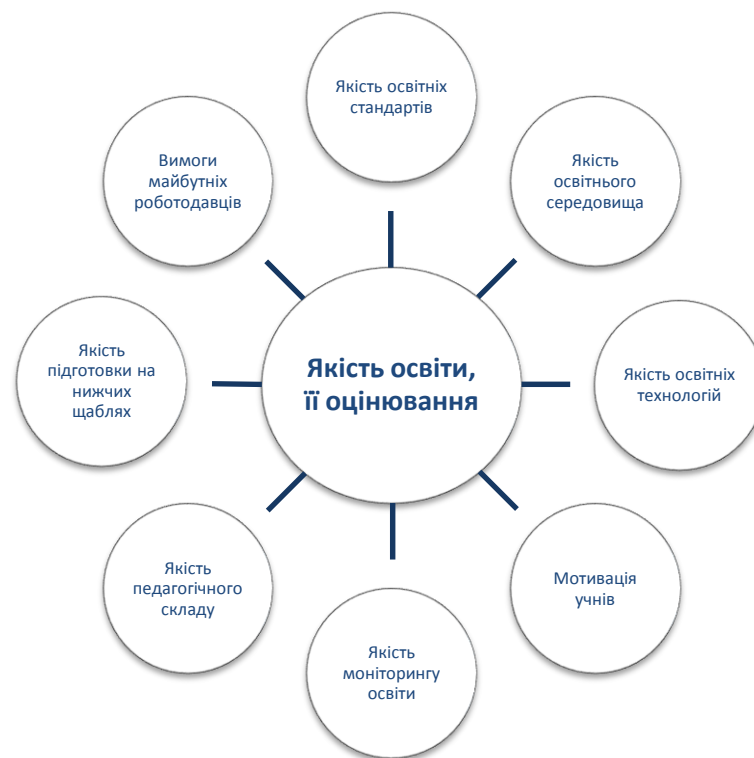 Якість освітніх
стандартів
Вимоги
майбутніх
роботодавців
Якість
освітнього
середовища
Якість освіти,
її оцінювання
Якість
підготовки на
нижчих
щаблях
Якість освітніх
технологій
Якість
педагогічного
складу
Мотивація
учнів
Якість
моніторингу
освіти